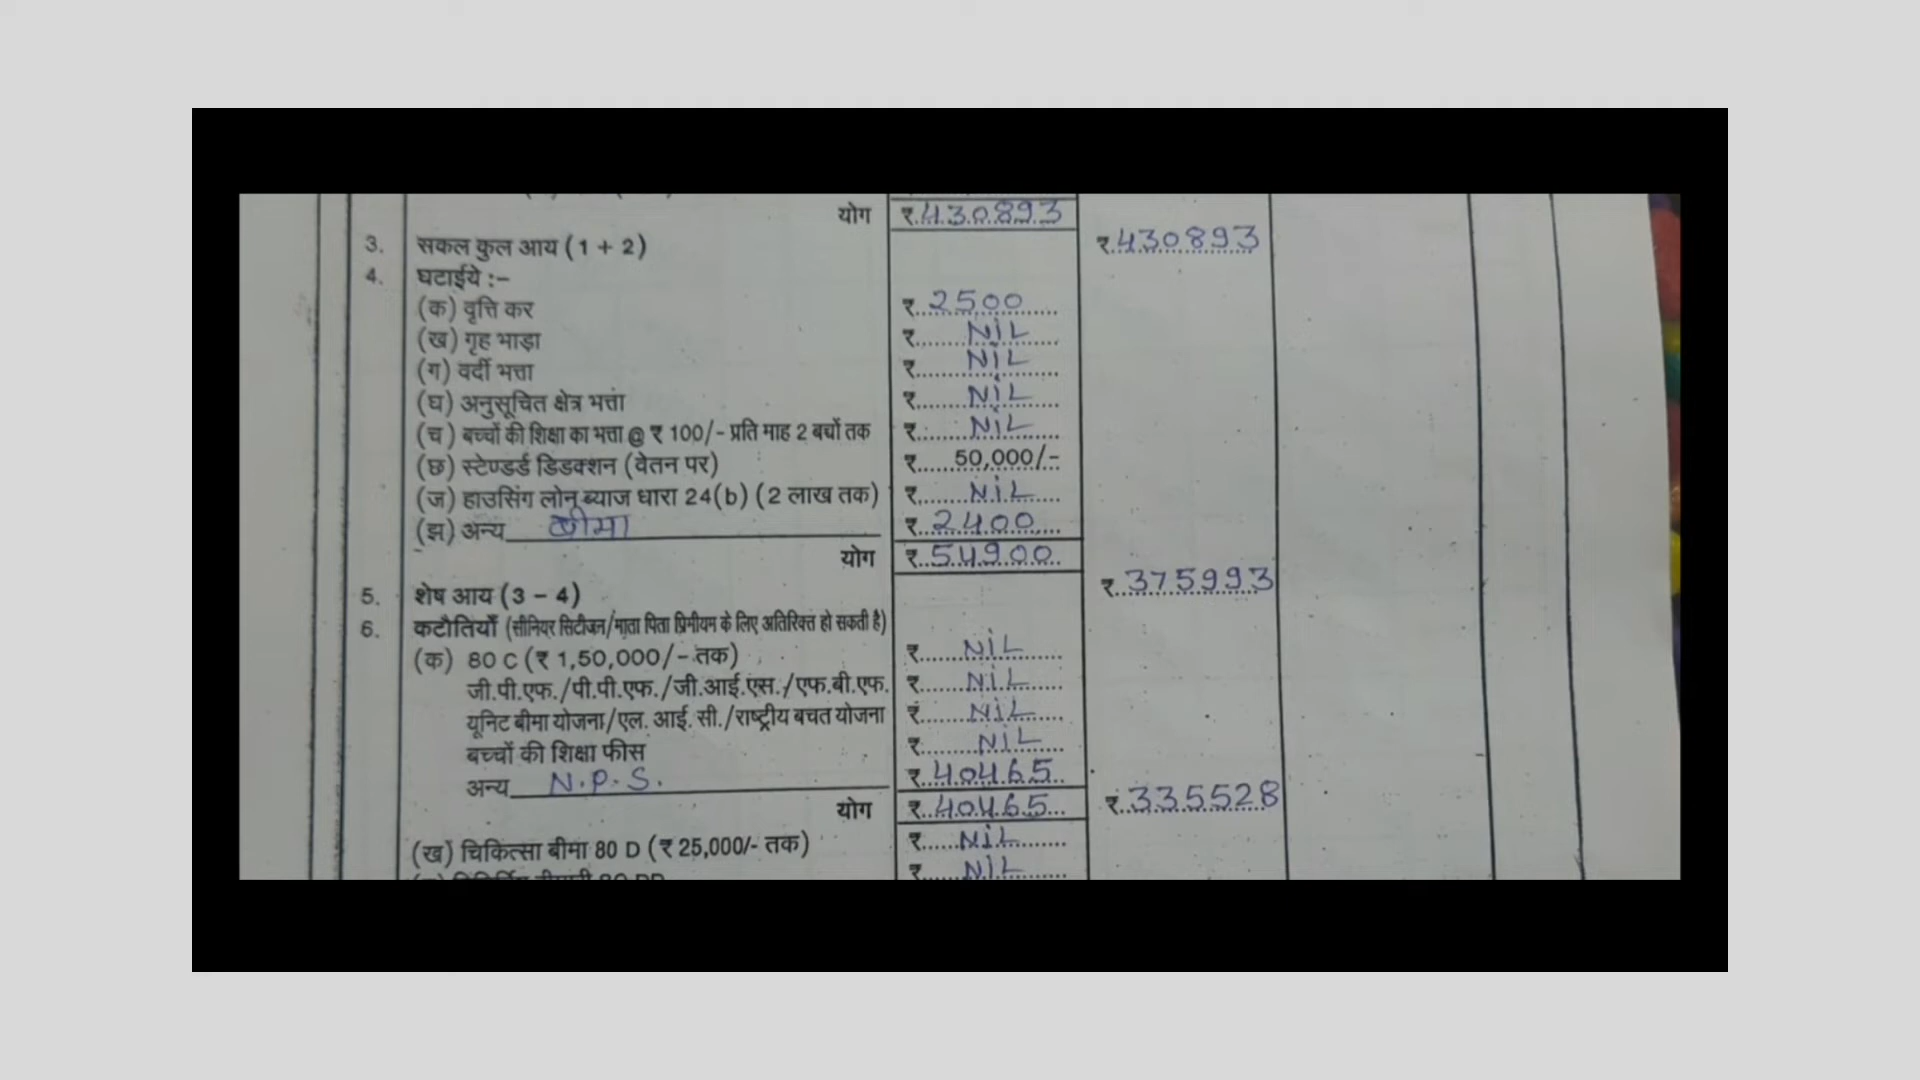 योग ₹ 430893
3. सकल कुल आय (1 + 2) ₹ 430893
4. घटाईये :-
(क) वृत्ति कर ₹ 2500
(ख) गृह भाड़ा ₹ NiL
(ग) वर्दी भत्ता ₹ NiL
(घ) अनुसूचित क्षेत्र भत्ता ₹ NiL
(च) बच्चों की शिक्षा का भत्ता @ ₹ 100/- प्रति माह 2 बचों तक ₹ NiL
(छ) स्टेण्डर्ड डिडक्शन (वेतन पर) ₹ 50,000/-
(ज) हाउसिंग लोन ब्याज धारा 24(b) (2 लाख तक) ₹ NiL
(झ) अन्य बीमा ₹ 2400
योग ₹ 54900
5. शेष आय (3 - 4) ₹ 375993
6. कटौतियाँ (सीनियर सिटीजन/माता पिता प्रिमीयम के लिए अतिरिक्त हो सकती है)
(क) 80 C (₹ 1,50,000/- तक) ₹ NiL
जी.पी.एफ./पी.पी.एफ./जी.आई.एस./एफ.बी.एफ. ₹ NiL
यूनिट बीमा योजना/एल. आई. सी./राष्ट्रीय बचत योजना ₹ NiL
बच्चों की शिक्षा फीस ₹ NiL
अन्य N.P.S. ₹ 40465
योग ₹ 40465 ₹ 335528
(ख) चिकित्सा बीमा 80 D (₹ 25,000/- तक) ₹ NiL
₹ NiL